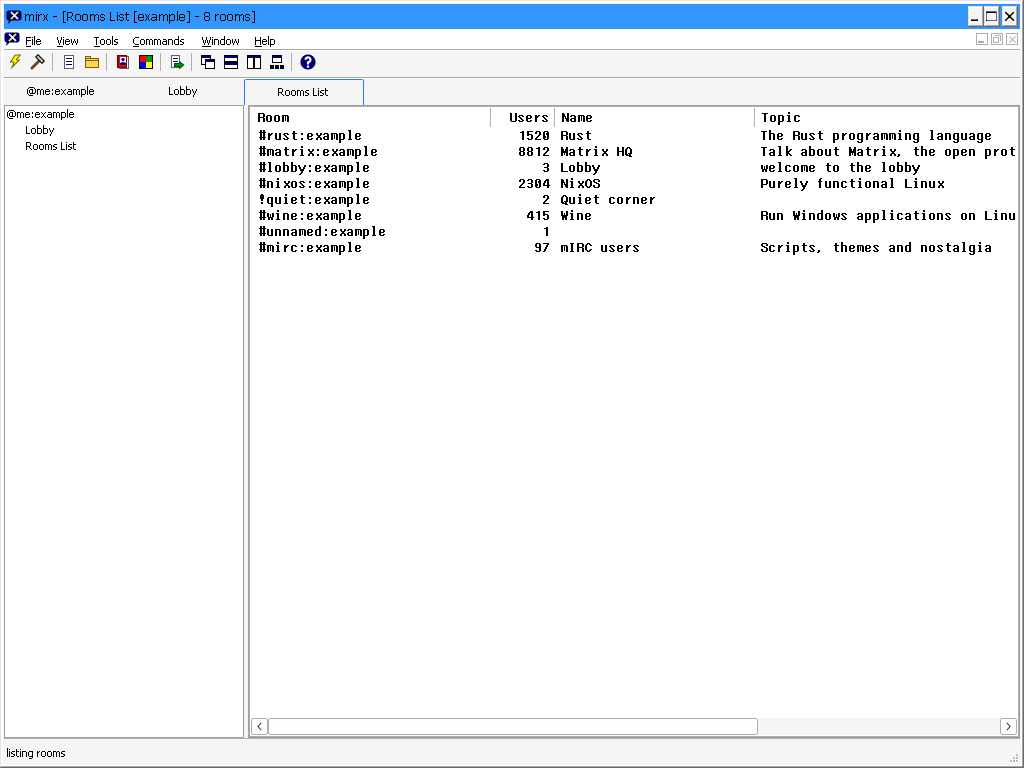 mirx - [Rooms List [example] - 8 rooms]
File View Tools Commands Window Help
@me:example Lobby Rooms List
@me:example
Lobby
Rooms List
Room Users Name Topic
#rust:example 1520 Rust The Rust programming language
#matrix:example 8812 Matrix HQ Talk about Matrix, the open prot
#lobby:example 3 Lobby welcome to the lobby
#nixos:example 2304 NixOS Purely functional Linux
!quiet:example 2 Quiet corner
#wine:example 415 Wine Run Windows applications on Linu
#unnamed:example 1
#mirc:example 97 mIRC users Scripts, themes and nostalgia
listing rooms